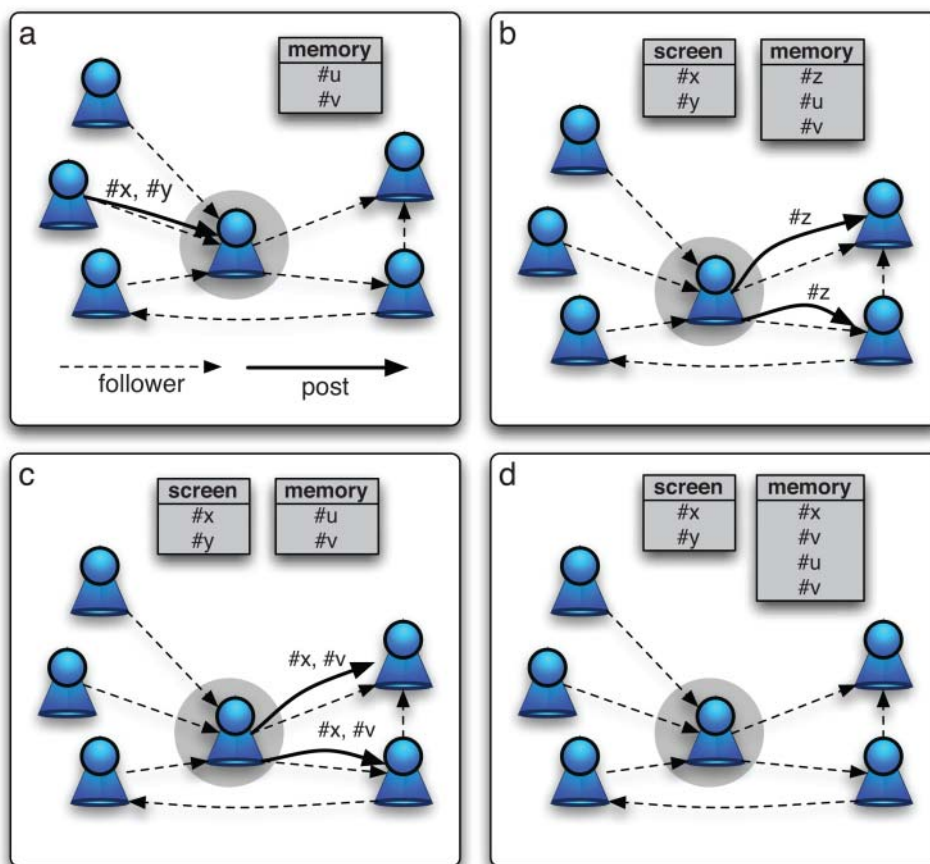 a
memory
#u
#v
#x, #y
follower
post
b
screen
#x
#y
memory
#z
#u
#v
#z
#z
c
screen
#x
#y
memory
#u
#v
#x, #v
#x, #v
d
screen
#x
#y
memory
#x
#v
#u
#v